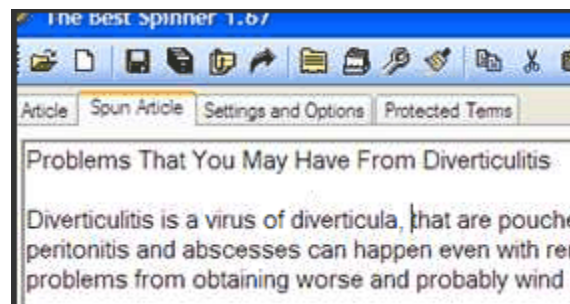 The Best Spinner 1.67
Article Spun Article Settings and Options Protected Terms
Problems That You May Have From Diverticulitis
Diverticulitis is a virus of diverticula, that are pouche
peritonitis and abscesses can happen even with
problems from obtaining worse and probably wind